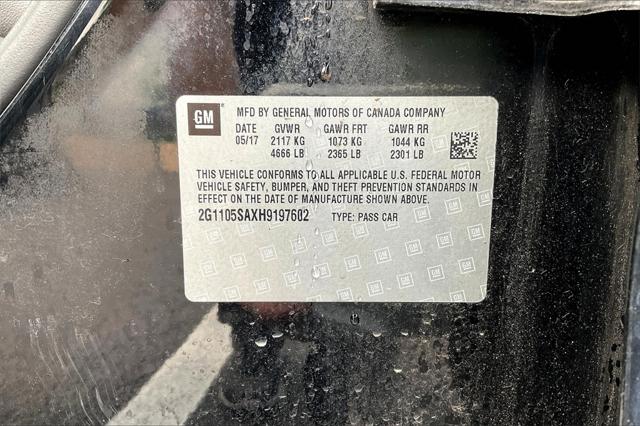 GM
MFD BY GENERAL MOTORS OF CANADA COMPANY
DATE GVWR GAWR FRT GAWR RR
05/17 2117 KG 1073 KG 1044 KG
4666 LB 2365 LB 2301 LB
THIS VEHICLE CONFORMS TO ALL APPLICABLE U.S. FEDERAL MOTOR
VEHICLE SAFETY, BUMPER, AND THEFT PREVENTION STANDARDS IN
EFFECT ON THE DATE OF MANUFACTURE SHOWN ABOVE.
2G1105SAXH9197602 TYPE: PASS CAR